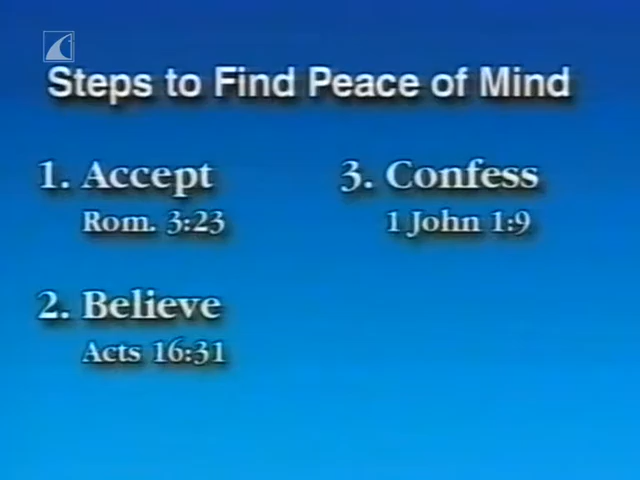 Steps to Find Peace of Mind
1. Accept
Rom. 3:23
2. Believe
Acts 16:31
3. Confess
1 John 1:9